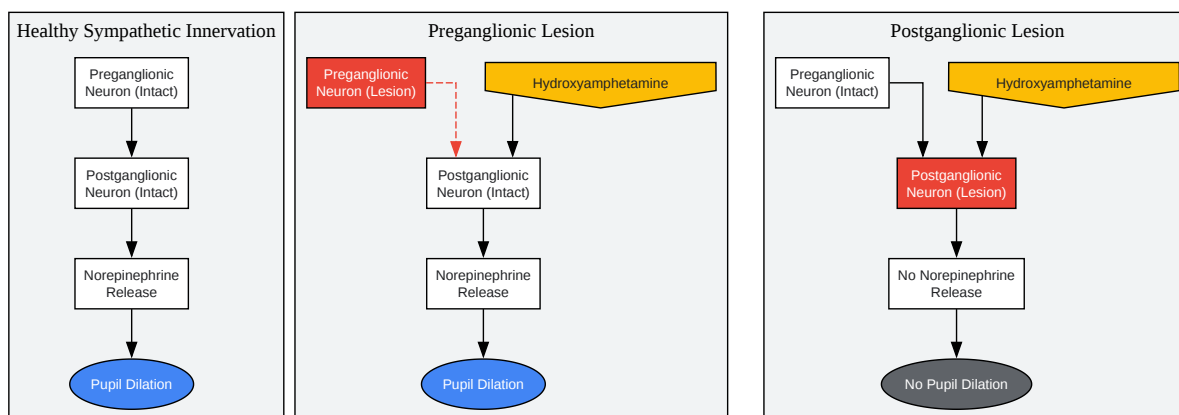 Healthy Sympathetic Innervation
Preganglionic
Neuron (Intact)
Postganglionic
Neuron (Intact)
Norepinephrine
Release
Pupil Dilation
Preganglionic Lesion
Preganglionic
Neuron (Lesion)
Hydroxyamphetamine
Postganglionic
Neuron (Intact)
Norepinephrine
Release
Pupil Dilation
Postganglionic Lesion
Preganglionic
Neuron (Intact)
Hydroxyamphetamine
Postganglionic
Neuron (Lesion)
No Norepinephrine
Release
No Pupil Dilation